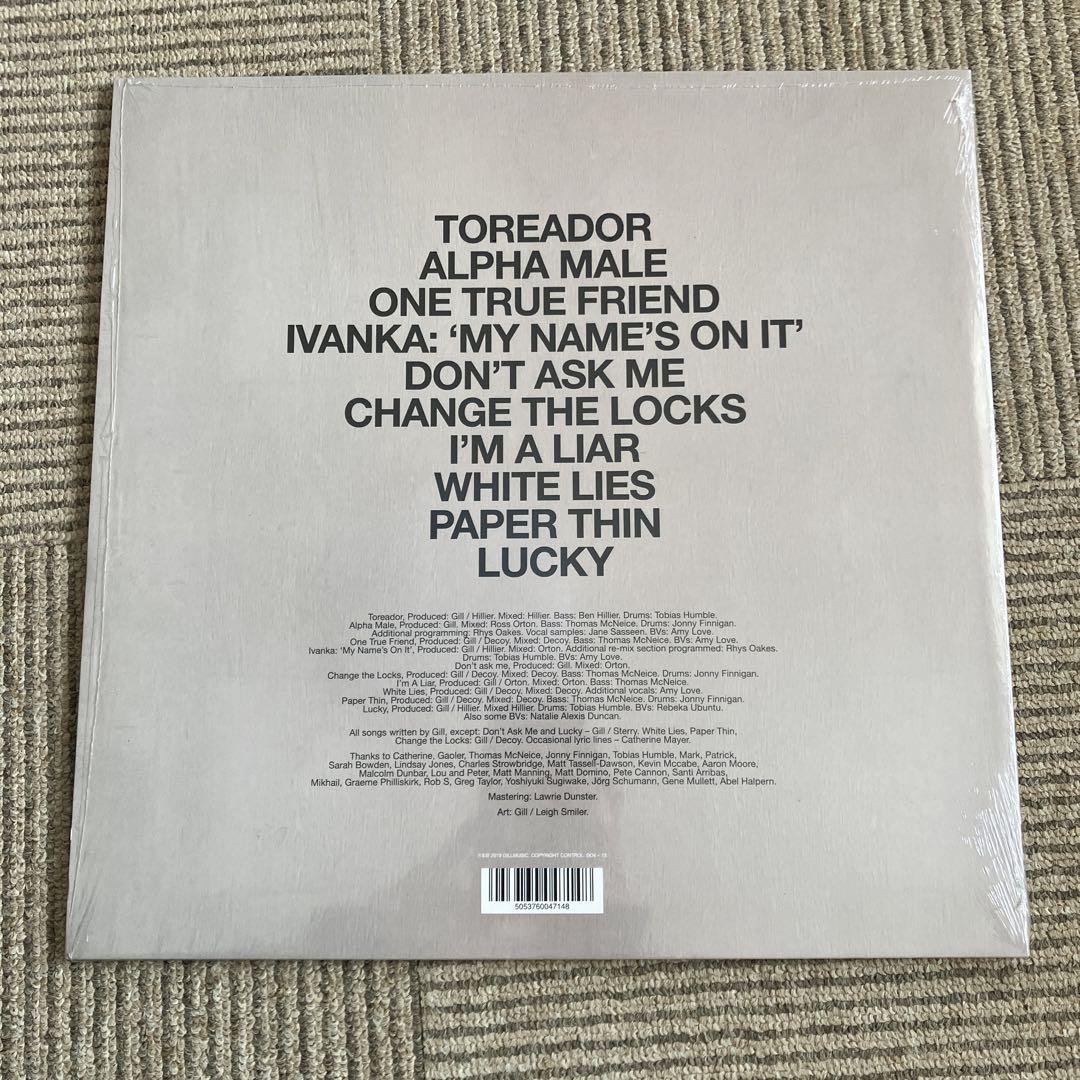 TOREADOR
ALPHA MALE
ONE TRUE FRIEND
IVANKA: ‘MY NAME’S ON IT’
DON’T ASK ME
CHANGE THE LOCKS
I’M A LIAR
WHITE LIES
PAPER THIN
LUCKY
Toreador, Produced: Gill / Hillier. Mixed: Hillier. Bass: Ben Hillier, Drums: Tobias Humble.
Alpha Male, Produced: Gill. Mixed: Ross Orton. Bass: Thomas McNeice. Drums: Jonny Finnigan.
Additional programming: Rhys Oakes. Vocal samples: Jane Sasseen. BVs: Amy Love.
One True Friend, Produced: Gill / Decoy. Mixed: Decoy. Bass: Thomas McNeice. BVs: Amy Love.
Ivanka: ‘My Name’s On It’, Produced: Gill / Hillier. Mixed: Orton. Additional re-mix section programmed: Rhys Oakes.
Drums: Tobias Humble. BVs: Amy Love.
Don’t ask me, Produced: Gill. Mixed: Orton.
Change the Locks, Produced: Gill / Decoy. Mixed: Decoy. Bass: Thomas McNeice. Drums: Jonny Finnigan.
I’m A Liar, Produced: Gill / Orton. Mixed: Orton. Bass: Thomas McNeice.
White Lies, Produced: Gill / Decoy. Mixed: Decoy. Additional vocals: Amy Love.
Paper Thin, Produced: Gill / Decoy. Mixed: Decoy. Bass: Thomas McNeice. Drums: Jonny Finnigan.
Lucky, Produced: Gill / Hillier. Mixed: Hillier. Drums: Tobias Humble. BVs: Rebeka Ubuntu.
Also some BVs: Natalie Alexis Duncan.
All songs written by Gill, except: Don’t Ask Me and Lucky – Gill / Sterry. White Lies, Paper Thin,
Change the Locks: Gill / Decoy. Occasional lyric lines – Catherine Mayer.
Thanks to Catherine, Gaoler, Thomas McNeice, Jonny Finnigan, Tobias Humble, Mark, Patrick,
Sarah Bowden, Lindsay Jones, Charles Strowbridge, Matt Tassell-Dawson, Kevin Mccabe, Aaron Moore,
Malcolm Dunbar, Lou and Peter, Matt Manning, Matt Domino, Pete Cannon, Santi Arribas,
Mikhail, Graeme Philliskirk, Rob S, Greg Taylor, Yoshiyuki Sugiwake, Jörg Schumann, Gene Mullett, Abel Halpern.
Mastering: Lawrie Dunster.
Art: Gill / Leigh Smiler.
2019 GILLMUSIC. COPYRIGHT CONTROL.
5053760047148